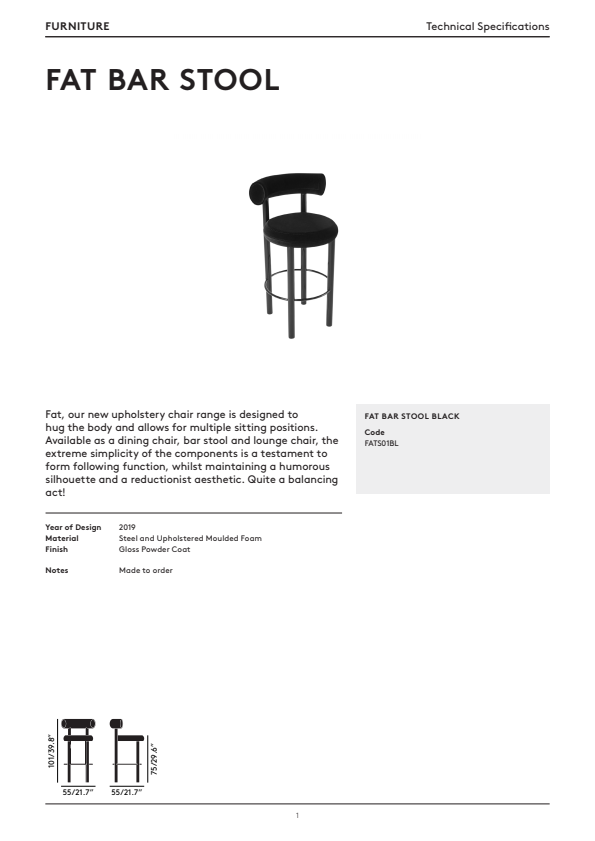 FURNITURE
Technical Specifications
FAT BAR STOOL
Fat, our new upholstery chair range is designed to
hug the body and allows for multiple sitting positions.
Available as a dining chair, bar stool and lounge chair, the
extreme simplicity of the components is a testament to
form following function, whilst maintaining a humorous
silhouette and a reductionist aesthetic. Quite a balancing
act!
FAT BAR STOOL BLACK
Code
FATS01BL
Year of Design 2019
Material Steel and Upholstered Moulded Foam
Finish Gloss Powder Coat
Notes Made to order
101/39.8"
75/29.6"
55/21.7"
55/21.7"
1